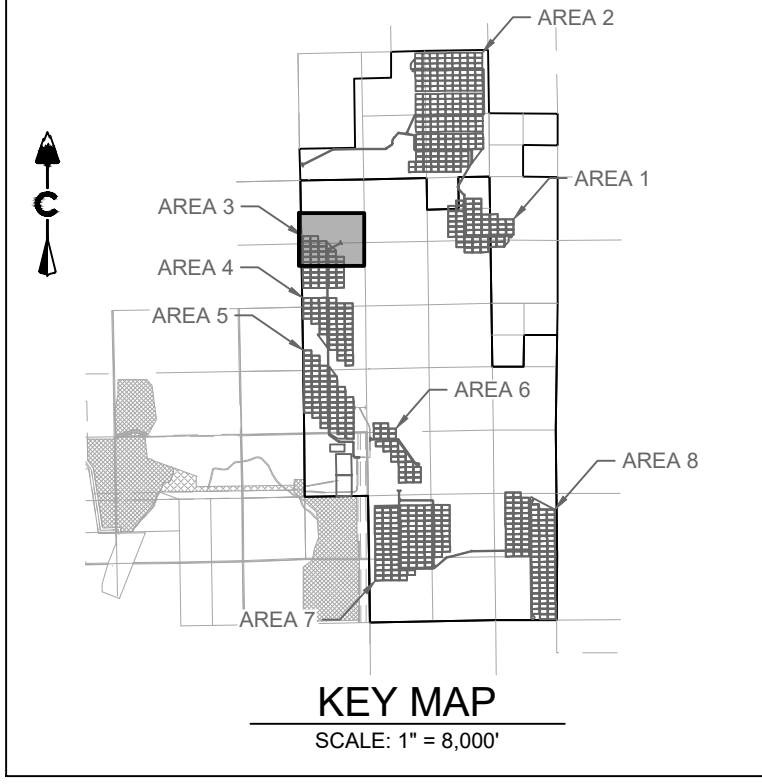 AREA 2
AREA 1
C
AREA 3
AREA 4
AREA 5
AREA 6
AREA 8
AREA 7
KEY MAP
SCALE: 1" = 8,000'